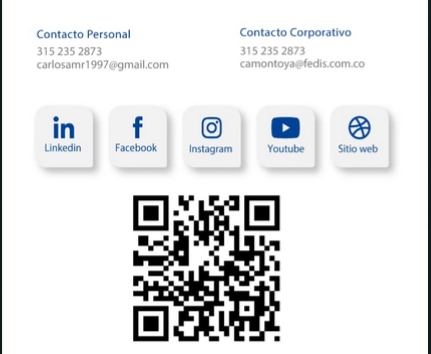 Contacto Personal
315 235 2873
carlosamr1997@gmail.com
Contacto Corporativo
315 235 2873
camontoya@fedis.com.co
in
Linkedin
f
Facebook
Instagram
Youtube
Sitio web